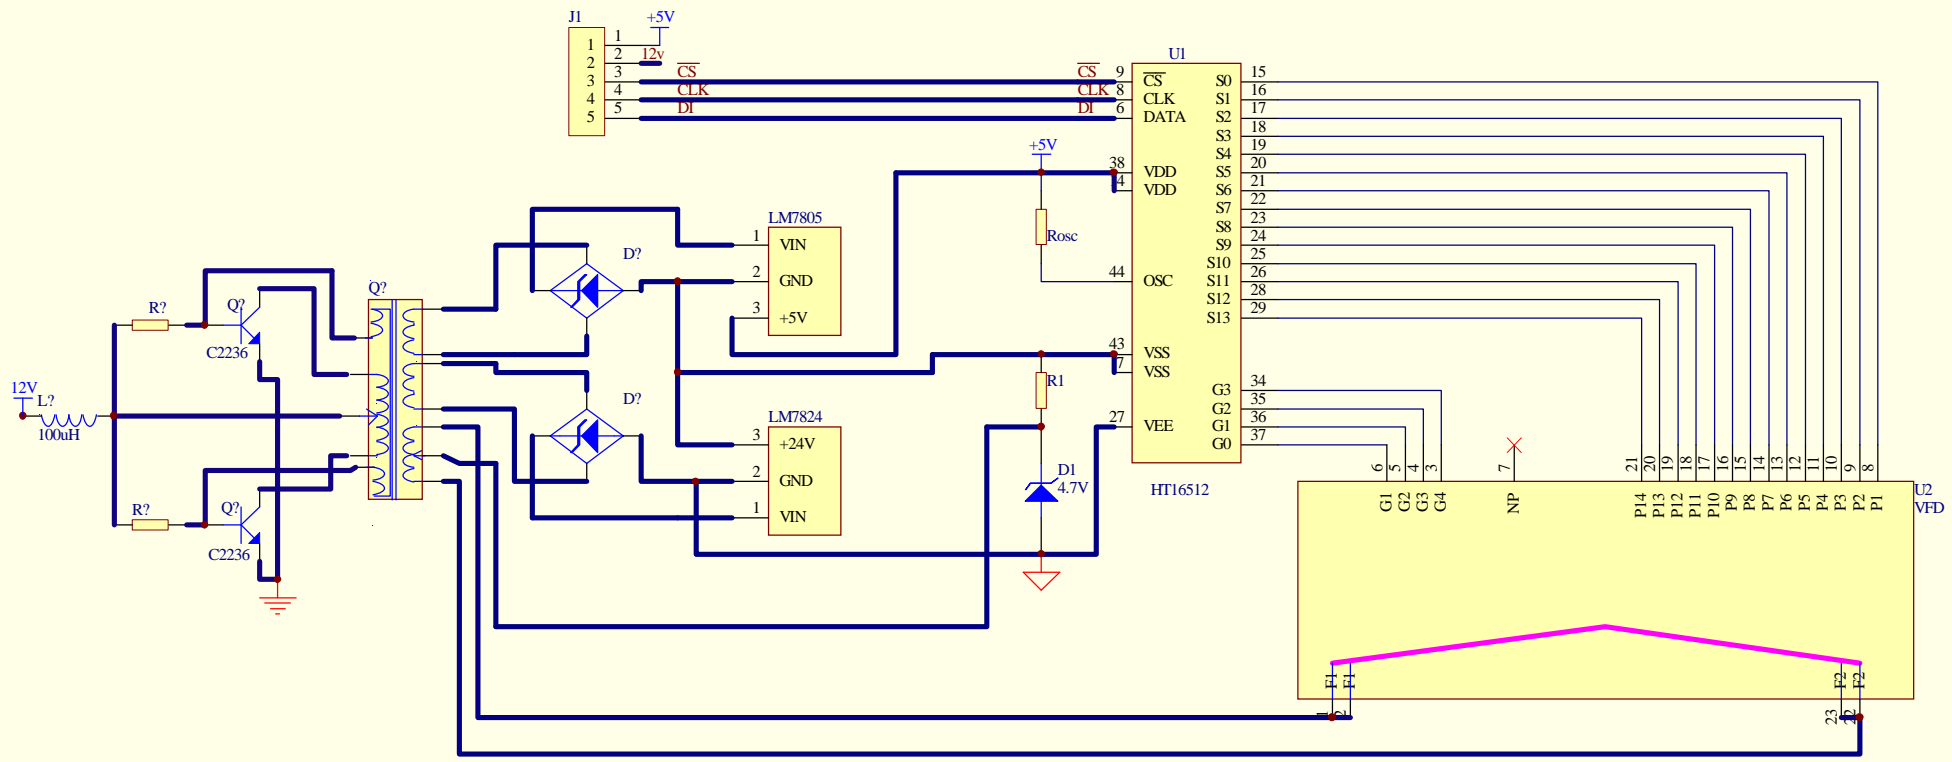 J1
+5V
1
1
2
12v
2
3
CS
CS
3
4
CLK
CLK
4
5
DI
DI
5
U1
9
CS
8
CLK
6
DATA
+5V
38
VDD
4
VDD
Rosc
44
OSC
43
VSS
7
VSS
R1
27
VEE
HT16512
S0
15
S1
16
S2
17
S3
18
S4
19
S5
20
S6
21
S7
22
S8
23
S9
24
S10
25
S11
26
S12
28
S13
29
G3
34
G2
35
G1
36
G0
37
LM7805
1
VIN
2
GND
3
+5V
D?
D?
LM7824
3
+24V
2
GND
1
VIN
D1
4.7V
12V
L?
100uH
R?
Q?
C2236
Q?
R?
Q?
C2236
6 5 4 3 7 21 20 19 18 17 16 15 14 13 12 11 10 9 8
G1 G2 G3 G4 NP P14 P13 P12 P11 P10 P9 P8 P7 P6 P5 P4 P3 P2 P1
U2
VFD
F1 F1 F2 F2
1 2 23 22